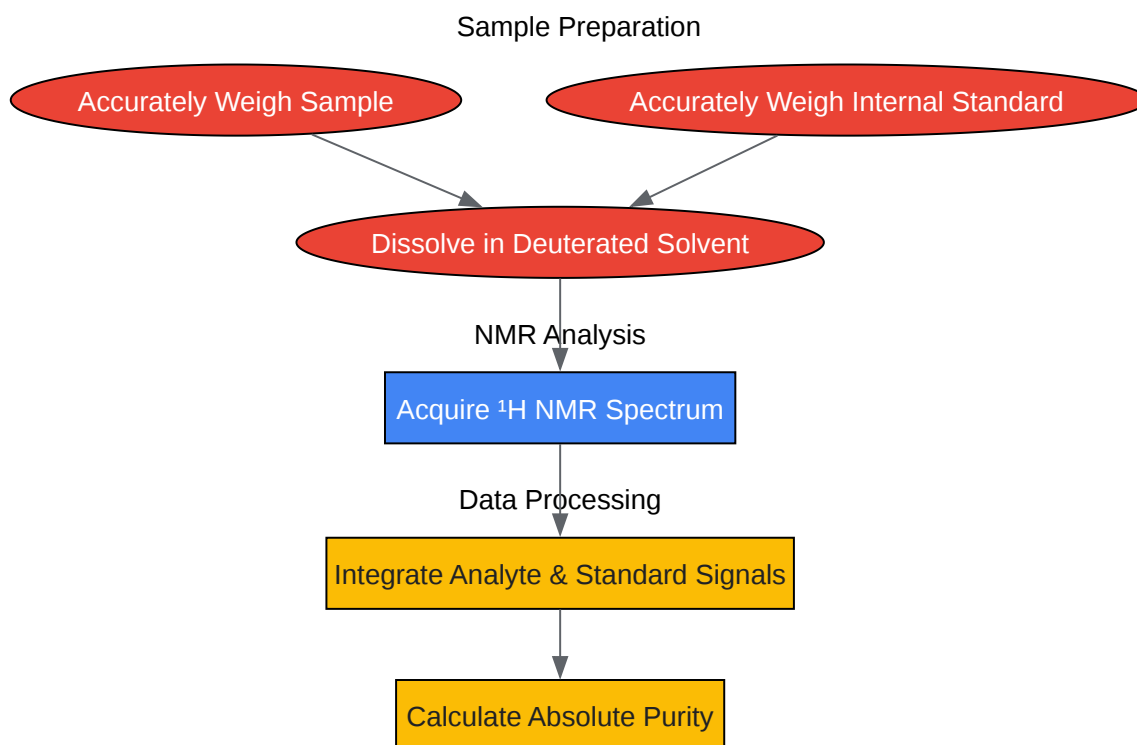 Sample Preparation
Accurately Weigh Sample
Accurately Weigh Internal Standard
Dissolve in Deuterated Solvent
NMR Analysis
Acquire ¹H NMR Spectrum
Data Processing
Integrate Analyte & Standard Signals
Calculate Absolute Purity